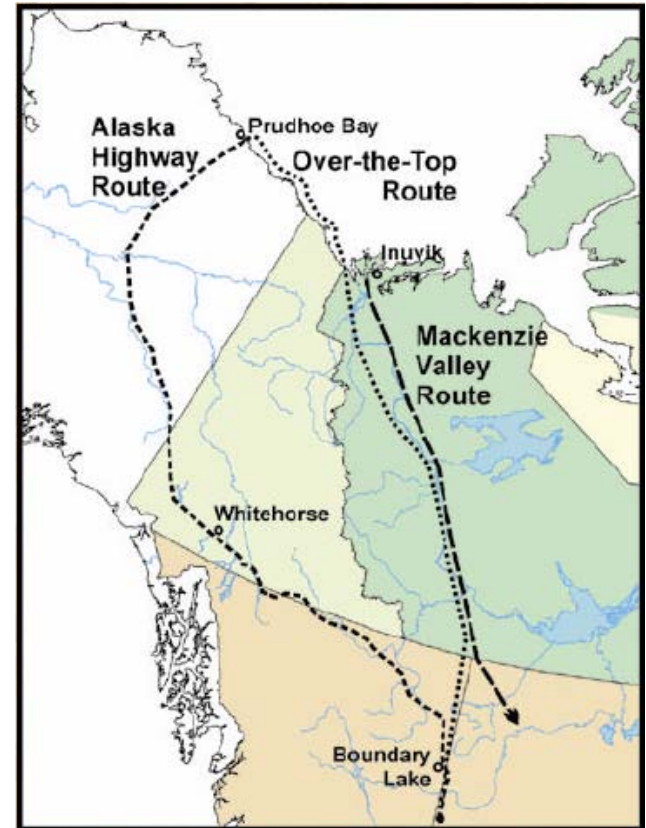 Alaska
Highway
Route
Prudhoe Bay
Over-the-Top
Route
Inuvik
Mackenzie
Valley
Route
Whitehorse
Boundary
Lake